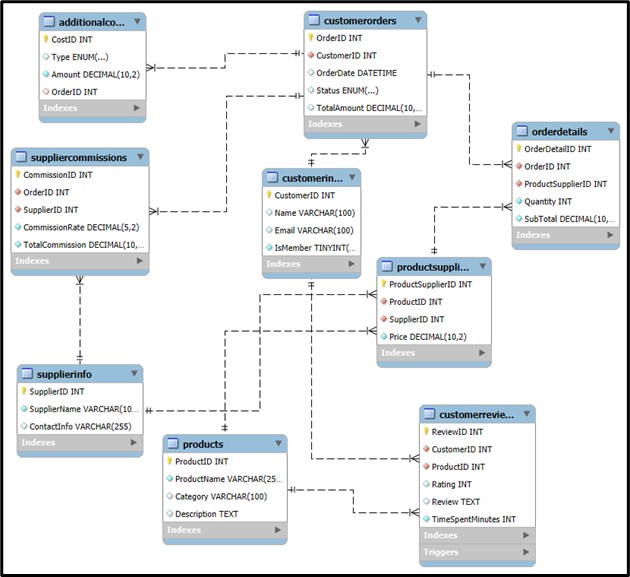 additionalco...
CostID INT
Type ENUM(...)
Amount DECIMAL(10,2)
OrderID INT
Indexes
customerorders
OrderID INT
CustomerID INT
OrderDate DATETIME
Status ENUM(...)
TotalAmount DECIMAL(10,...
Indexes
orderdetails
OrderDetailID INT
OrderID INT
ProductSupplierID INT
Quantity INT
SubTotal DECIMAL(10,...
Indexes
suppliercommissions
CommissionID INT
OrderID INT
SupplierID INT
CommissionRate DECIMAL(5,2)
TotalCommission DECIMAL(10,...
Indexes
customerin...
CustomerID INT
Name VARCHAR(100)
Email VARCHAR(100)
IsMember TINYINT(...
Indexes
productsuppli...
ProductSupplierID INT
ProductID INT
SupplierID INT
Price DECIMAL(10,2)
Indexes
supplierinfo
SupplierID INT
SupplierName VARCHAR(10...
ContactInfo VARCHAR(255)
Indexes
products
ProductID INT
ProductName VARCHAR(25...
Category VARCHAR(100)
Description TEXT
Indexes
customerrevie...
ReviewID INT
CustomerID INT
ProductID INT
Rating INT
Review TEXT
TimeSpentMinutes INT
Indexes
Triggers